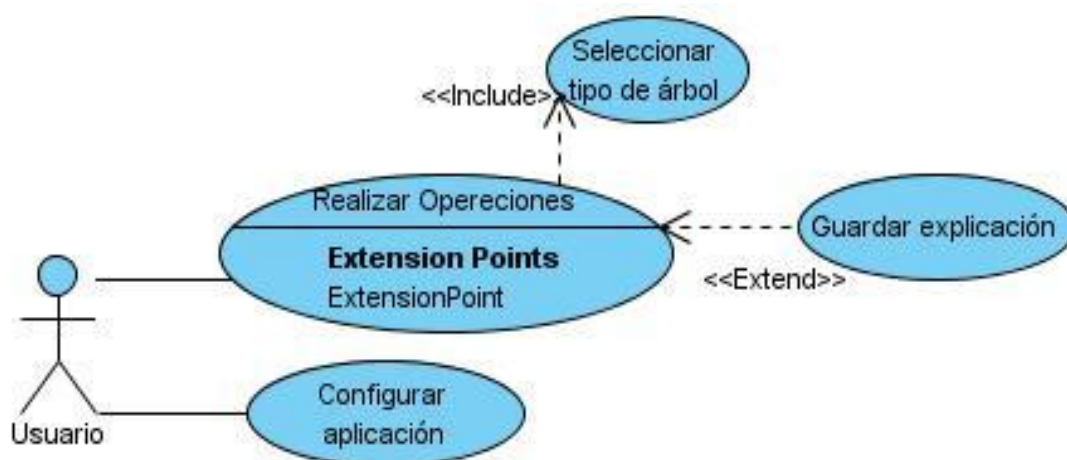 Seleccionar
tipo de árbol
<<Include>
Realizar Opereciones
Extension Points
ExtensionPoint
Guardar explicación
<<Extend>>
Configurar
aplicación
Usuario